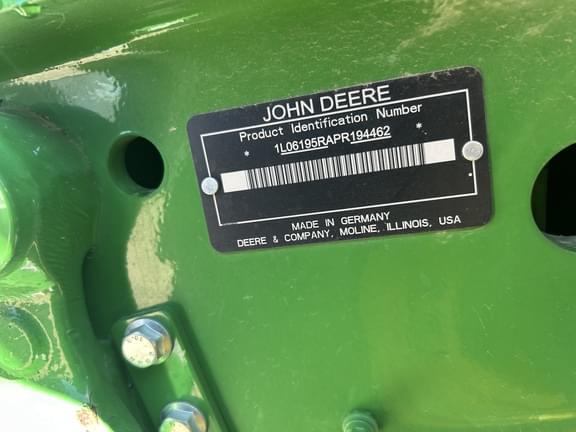 JOHN DEERE
Product Identification Number
* 1L06195RAPR194462 *
MADE IN GERMANY
DEERE & COMPANY, MOLINE, ILLINOIS, USA